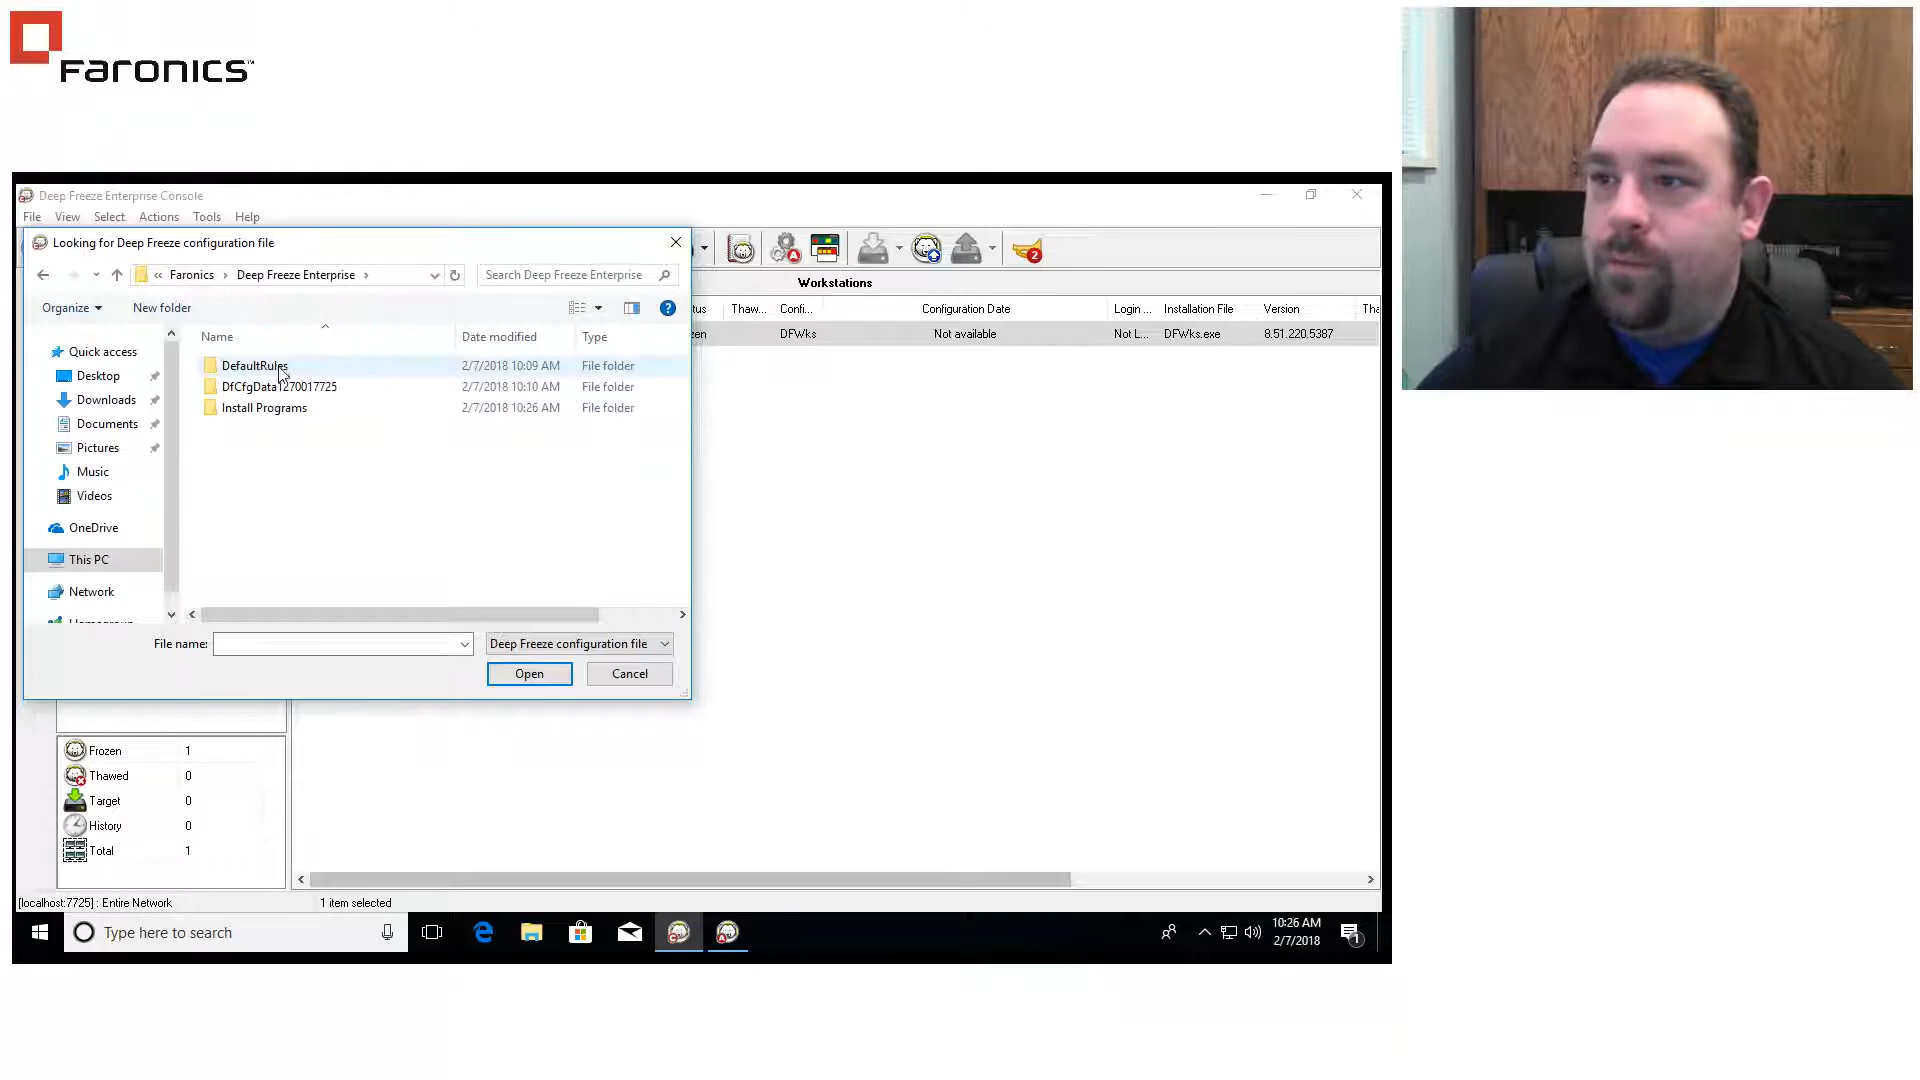 Faronics™
Deep Freeze Enterprise Console
File View Select Actions Tools Help
Looking for Deep Freeze configuration file
« Faronics › Deep Freeze Enterprise ›
Search Deep Freeze Enterprise
Organize
New folder
Workstations
Thaw... Confi... Configuration Date Login ... Installation File Version
DFWks Not available Not L... DFWks.exe 8.51.220.5387
Name Date modified Type
DefaultRules 2/7/2018 10:09 AM File folder
DfCfgData1270017725 2/7/2018 10:10 AM File folder
Install Programs 2/7/2018 10:26 AM File folder
Quick access
Desktop
Downloads
Documents
Pictures
Music
Videos
OneDrive
This PC
Network
File name:
Deep Freeze configuration file
Open
Cancel
Frozen 1
Thawed 0
Target 0
History 0
Total 1
[localhost:7725] : Entire Network
1 item selected
Type here to search
10:26 AM
2/7/2018